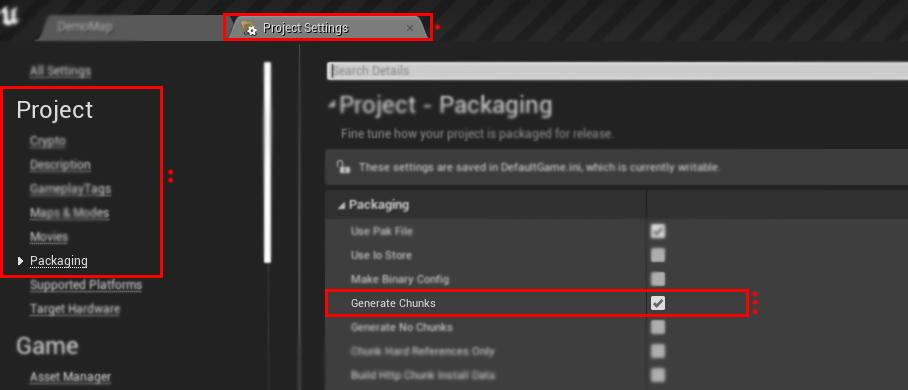 DemoMap
Project Settings
All Settings
Search Details
Project
Project - Packaging
Crypto
Fine tune how your project is packaged for release.
Description
These settings are saved in DefaultGame.ini, which is currently writable.
GameplayTags
Maps & Modes
Packaging
Movies
Use Pak File
Packaging
Use Io Store
Supported Platforms
Make Binary Config
Target Hardware
Generate Chunks
Generate No Chunks
Game
Chunk Hard References Only
Asset Manager
Build Http Chunk Install Data